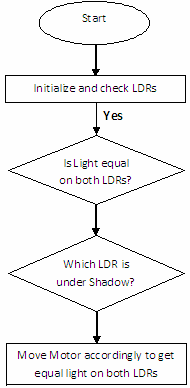 Start
Initialize and check LDRs
Yes
Is Light equal
on both LDRs?
Which LDR is
under Shadow?
Move Motor accordingly to get
equal light on both LDRs